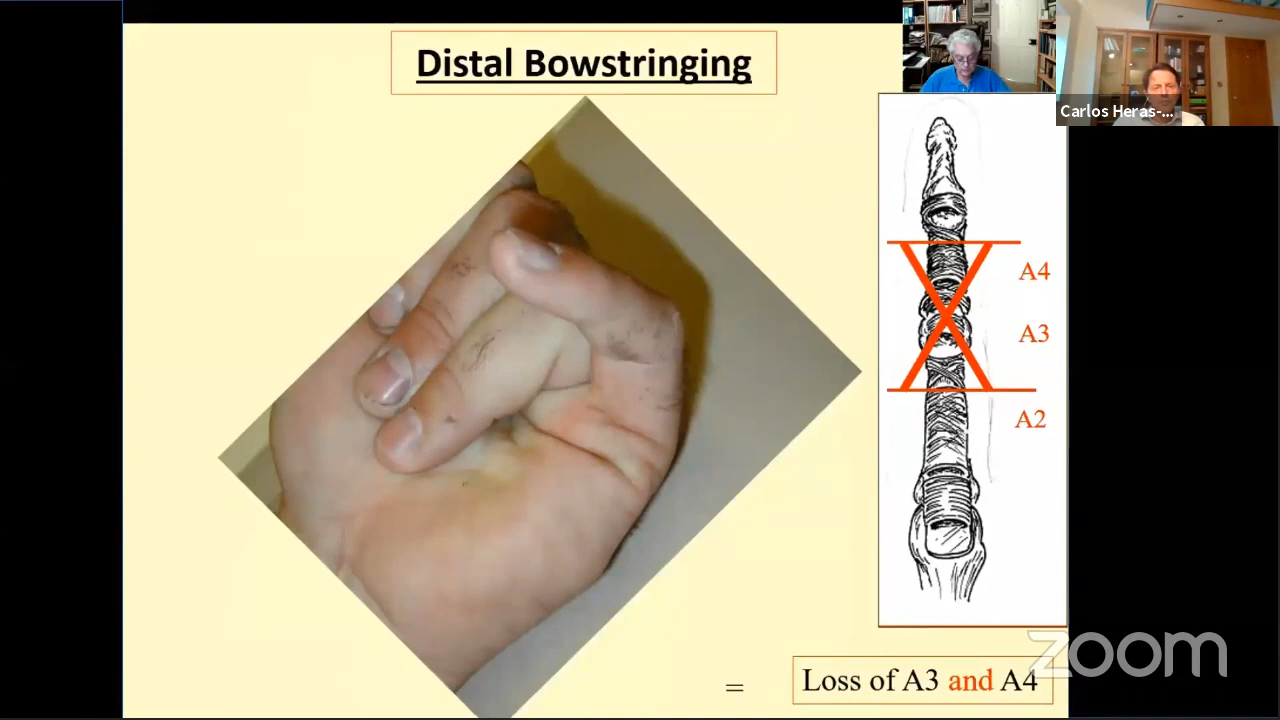 Distal Bowstringing
Carlos Heras-...
A4
A3
A2
= Loss of A3 and A4
zoom